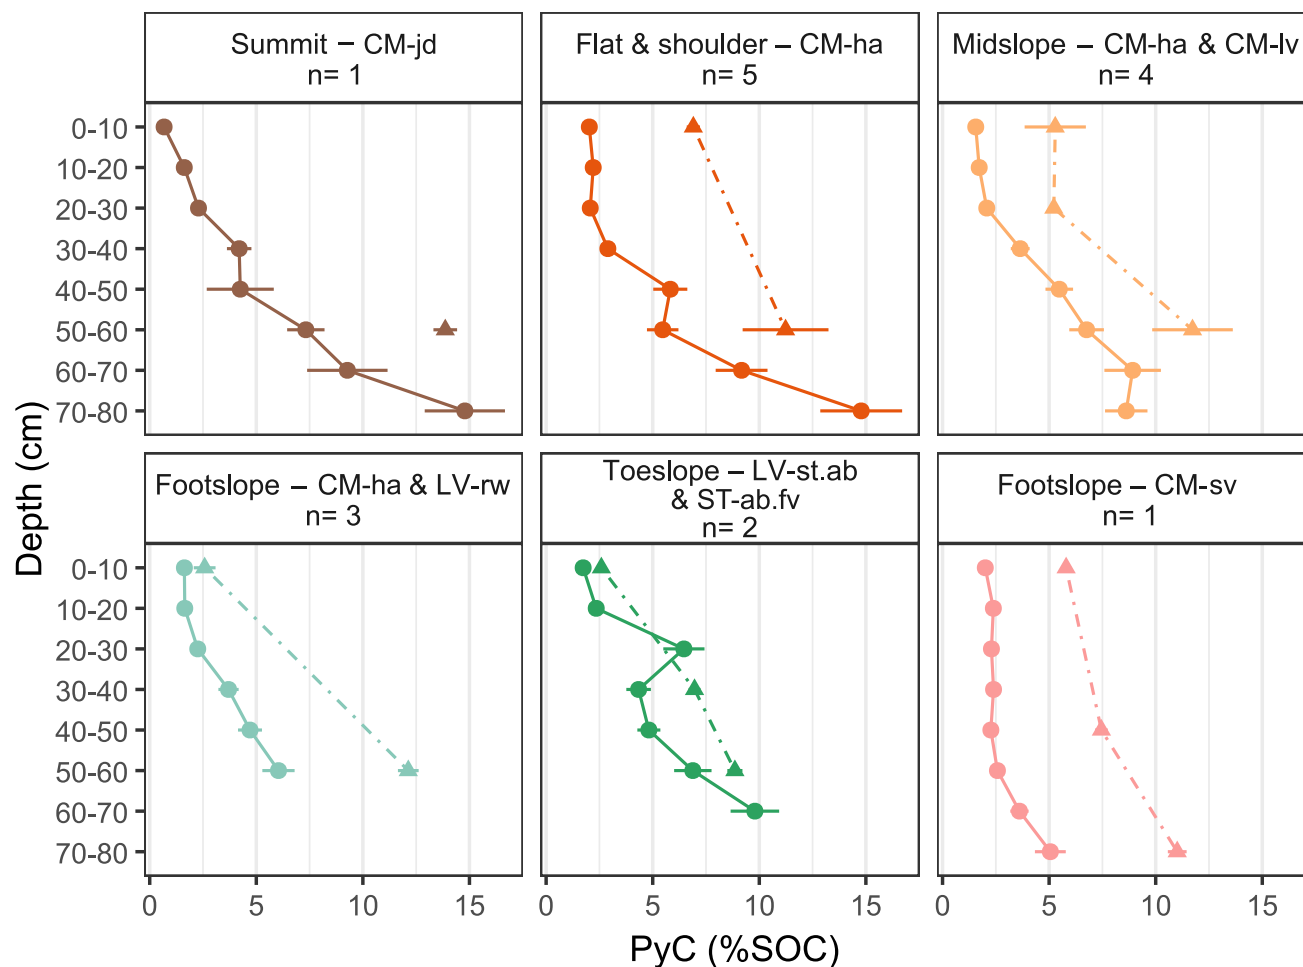 Summit – CM-jd
n= 1
Flat & shoulder – CM-ha
n= 5
Midslope – CM-ha & CM-lv
n= 4
0-10
10-20
20-30
30-40
40-50
50-60
60-70
70-80
Depth (cm)
Footslope – CM-ha & LV-rw
n= 3
Toeslope – LV-st.ab
& ST-ab.fv
n= 2
Footslope – CM-sv
n= 1
0-10
10-20
20-30
30-40
40-50
50-60
60-70
70-80
0 5 10 15
0 5 10 15
0 5 10 15
PyC (%SOC)